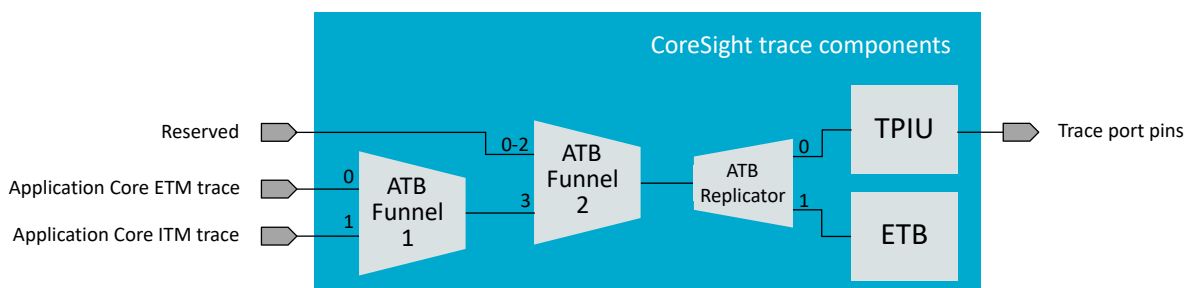 CoreSight trace components
Reserved
0-2
ATB
Funnel
2
3
Application Core ETM trace
0
Application Core ITM trace
1
ATB
Funnel
1
ATB
Replicator
0
1
TPIU
ETB
Trace port pins